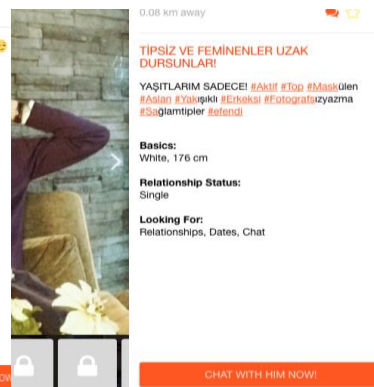 0.08 km away
TİPSİZ VE FEMİNENLER UZAK
DURSUNLAR!
YAŞITLARIM SADECE! #Aktif #Top #Maskülen
#Aslan #Yakışıklı #Erkeksi #Fotografsızyazma
#Sağlamtipler #efendi
Basics:
White, 176 cm
Relationship Status:
Single
Looking For:
Relationships, Dates, Chat
CHAT WITH HIM NOW!